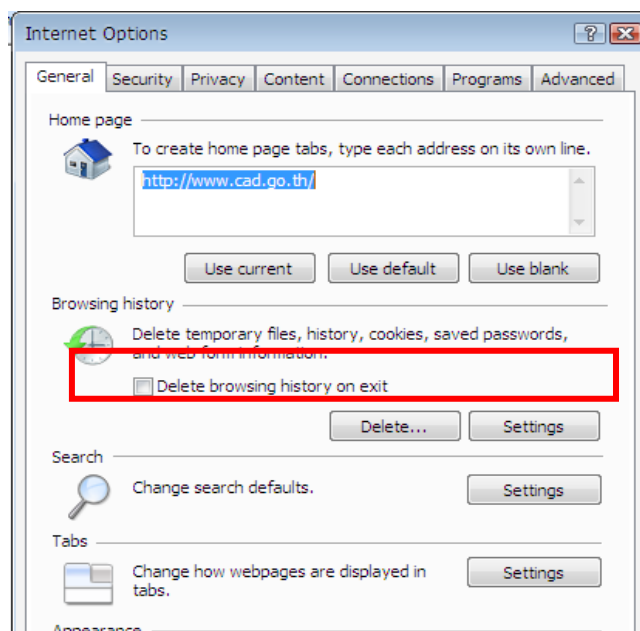 Internet Options
General Security Privacy Content Connections Programs Advanced
Home page
To create home page tabs, type each address on its own line.
http://www.cad.go.th/
Use current Use default Use blank
Browsing history
Delete temporary files, history, cookies, saved passwords,
and web form information.
Delete browsing history on exit
Delete... Settings
Search
Change search defaults. Settings
Tabs
Change how webpages are displayed in Settings
tabs.
Appearance